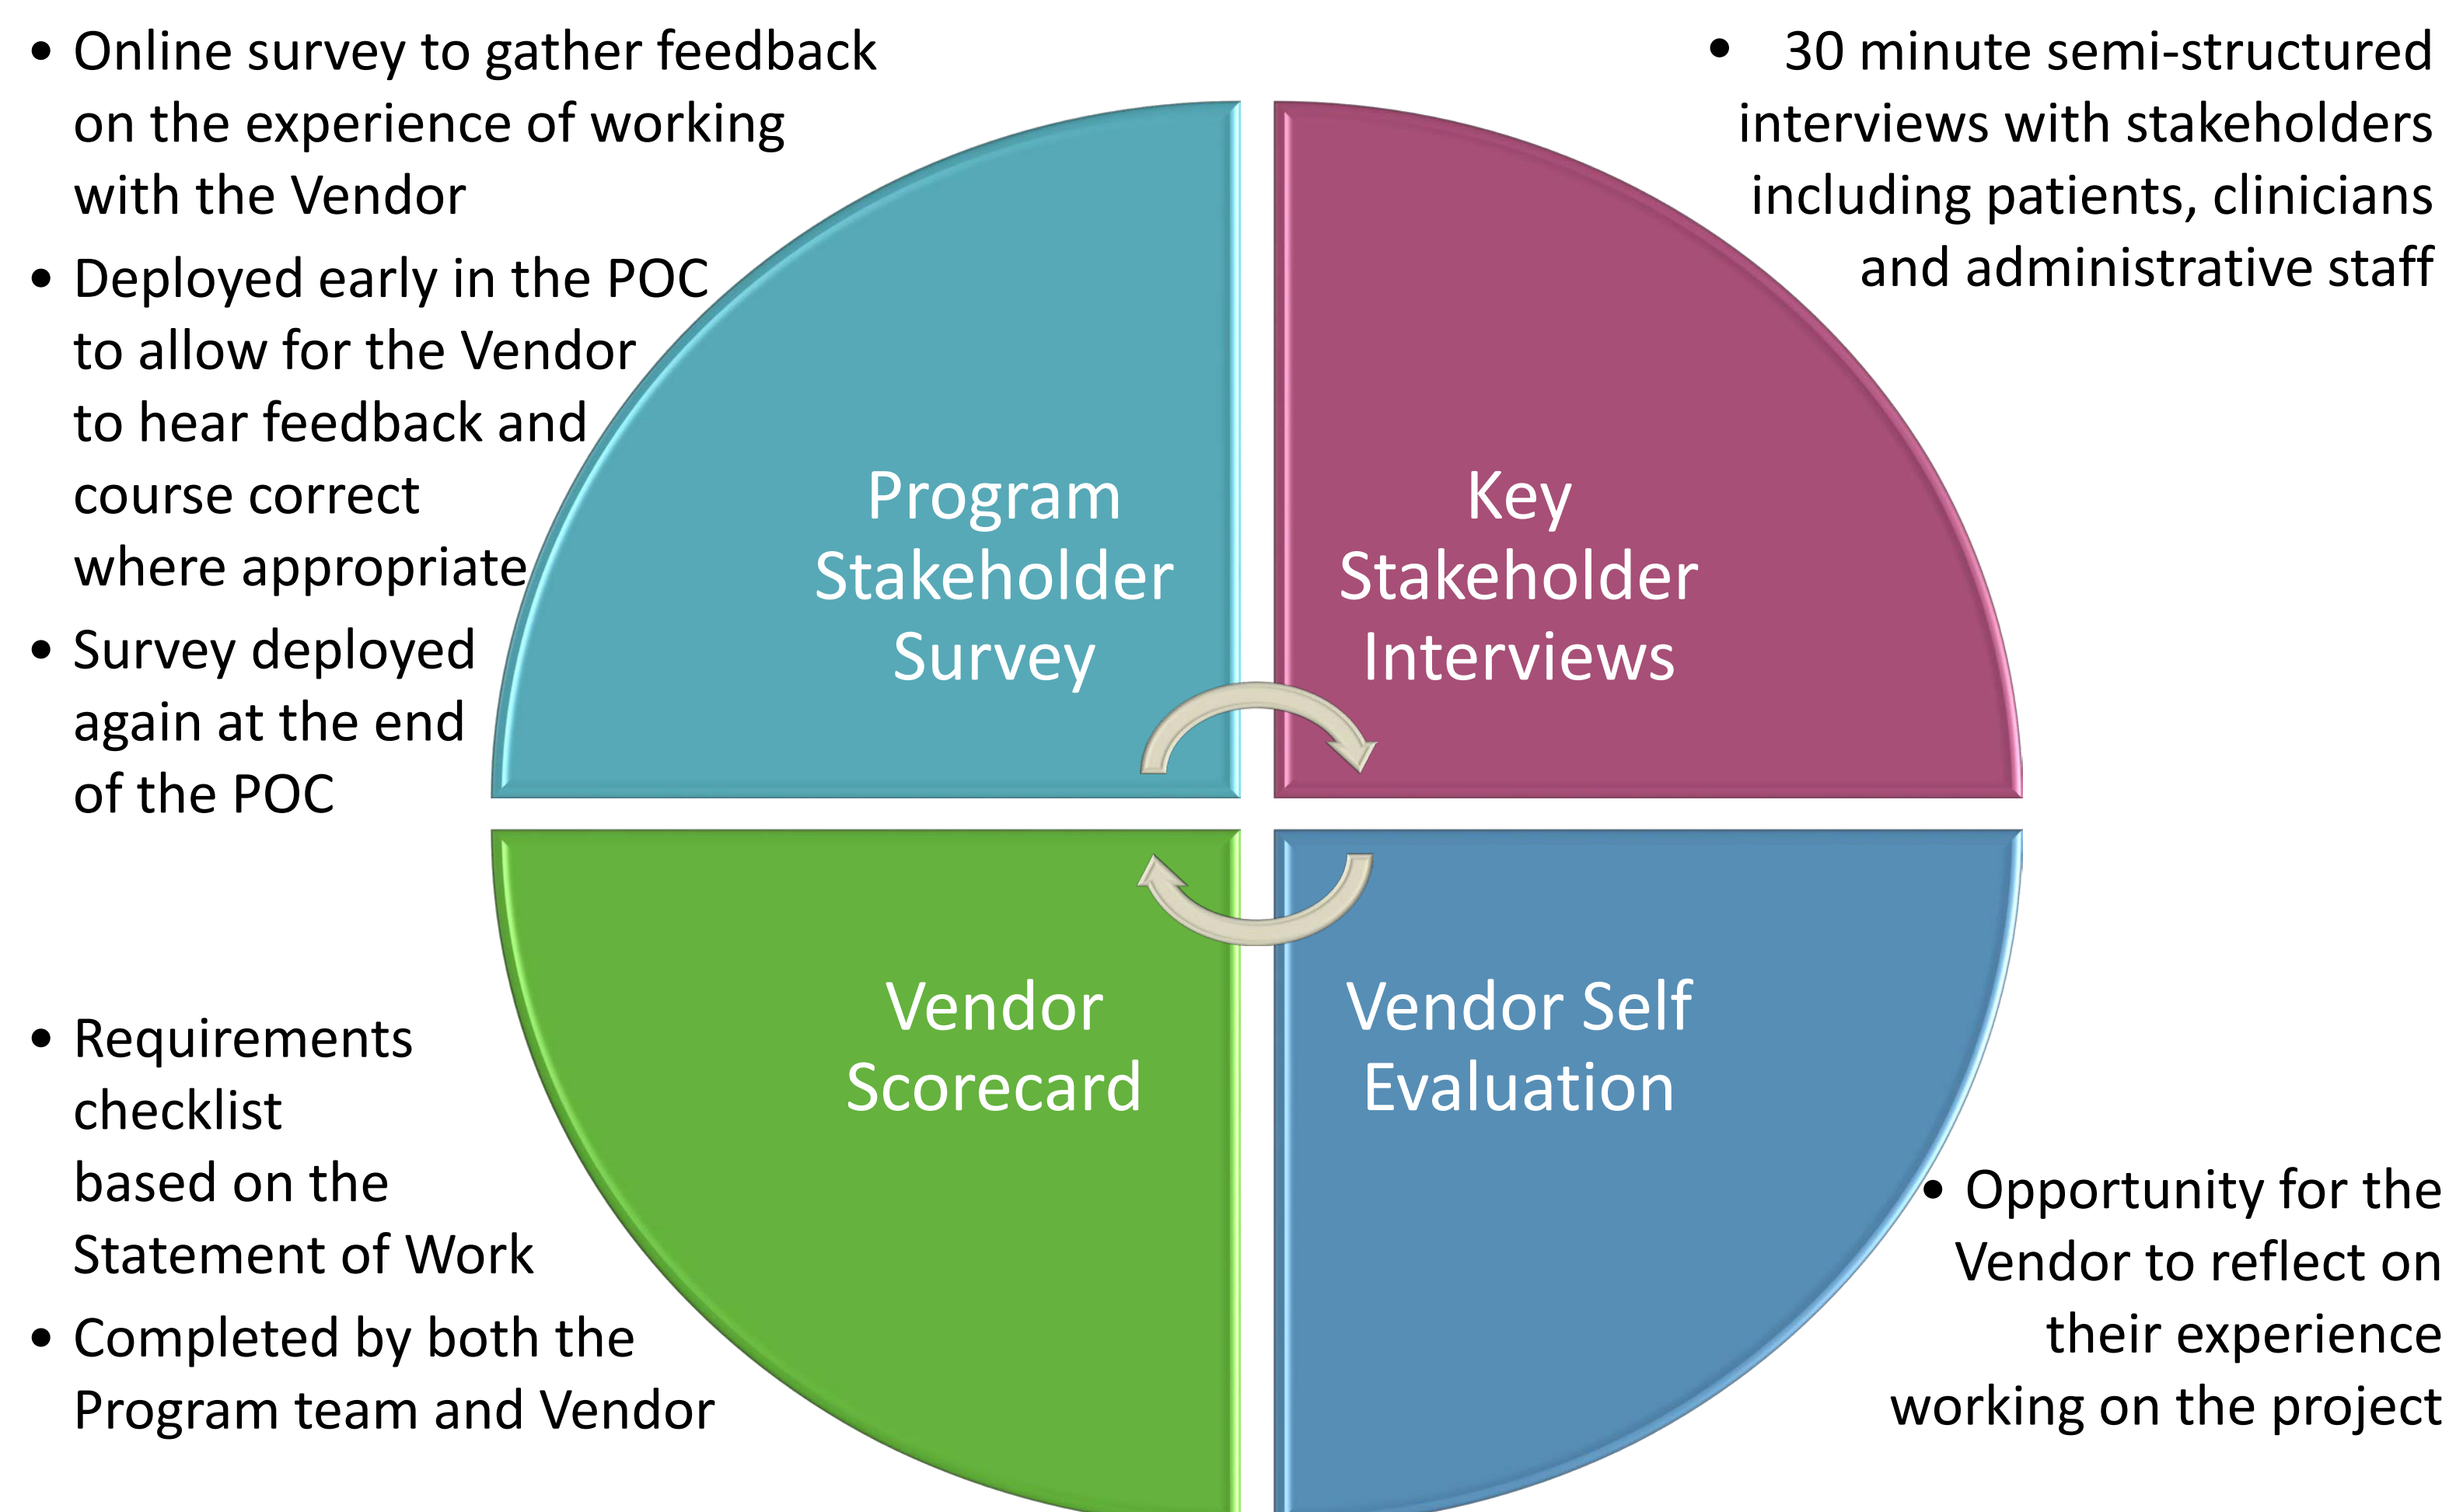 • Online survey to gather feedback
on the experience of working
with the Vendor
• Deployed early in the POC
to allow for the Vendor
to hear feedback and
course correct
where appropriate
• Survey deployed
again at the end
of the POC
• 30 minute semi-structured
interviews with stakeholders
including patients, clinicians
and administrative staff
Program
Stakeholder
Survey
Key
Stakeholder
Interviews
Vendor
Scorecard
Vendor Self
Evaluation
• Requirements
checklist
based on the
Statement of Work
• Completed by both the
Program team and Vendor
• Opportunity for the
Vendor to reflect on
their experience
working on the project